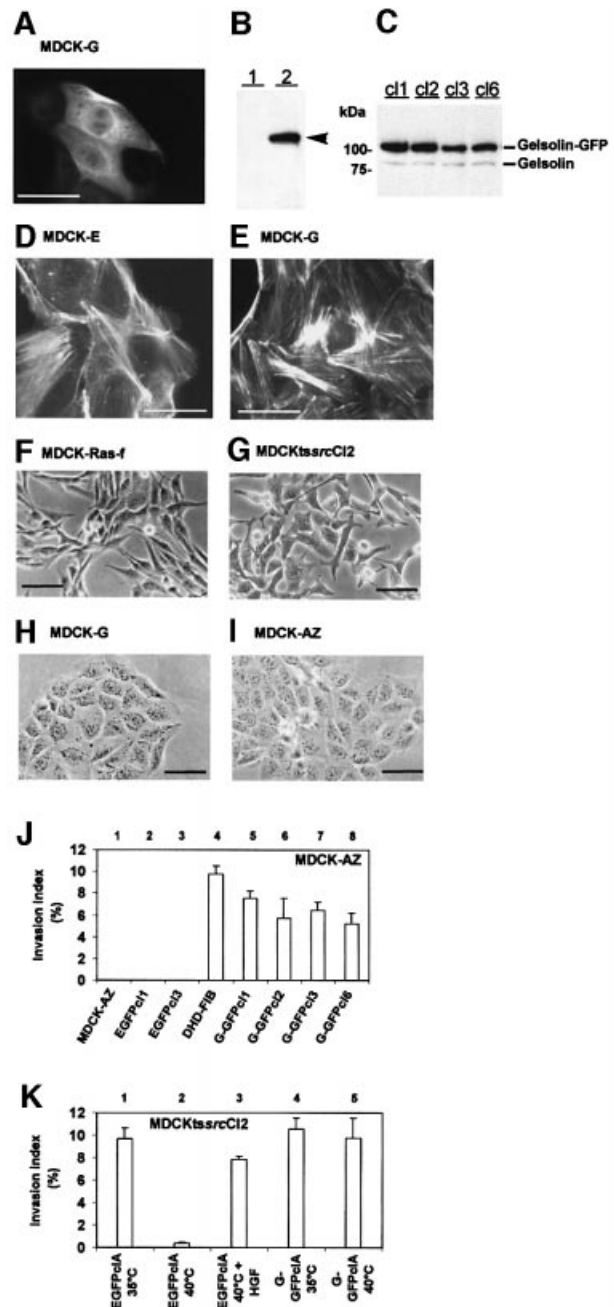 A
MDCK-G
B
1 2
C
cl1 cl2 cl3 cl6
kDa
100-
75-
Gelsolin-GFP
Gelsolin
D MDCK-E
E MDCK-G
F MDCK-Ras-f
G MDCKtssrcCl2
H MDCK-G
I MDCK-AZ
J
1 2 3 4 5 6 7 8
MDCK-AZ
Invasion index
(%)
12
10
8
6
4
2
0
MDCK-AZ
EGFPcl1
EGFPcl3
DHD-FIB
G-GFPcl1
G-GFPcl2
G-GFPcl3
G-GFPcl6
K
1 2 3 4 5
MDCKtssrcCl2
Invasion index
(%)
12
10
8
6
4
2
0
EGFPclA
35°C
EGFPclA
40°C
EGFPclA
40°C +
HGF
G-
GFPclA
35°C
G-
GFPclA
40°C